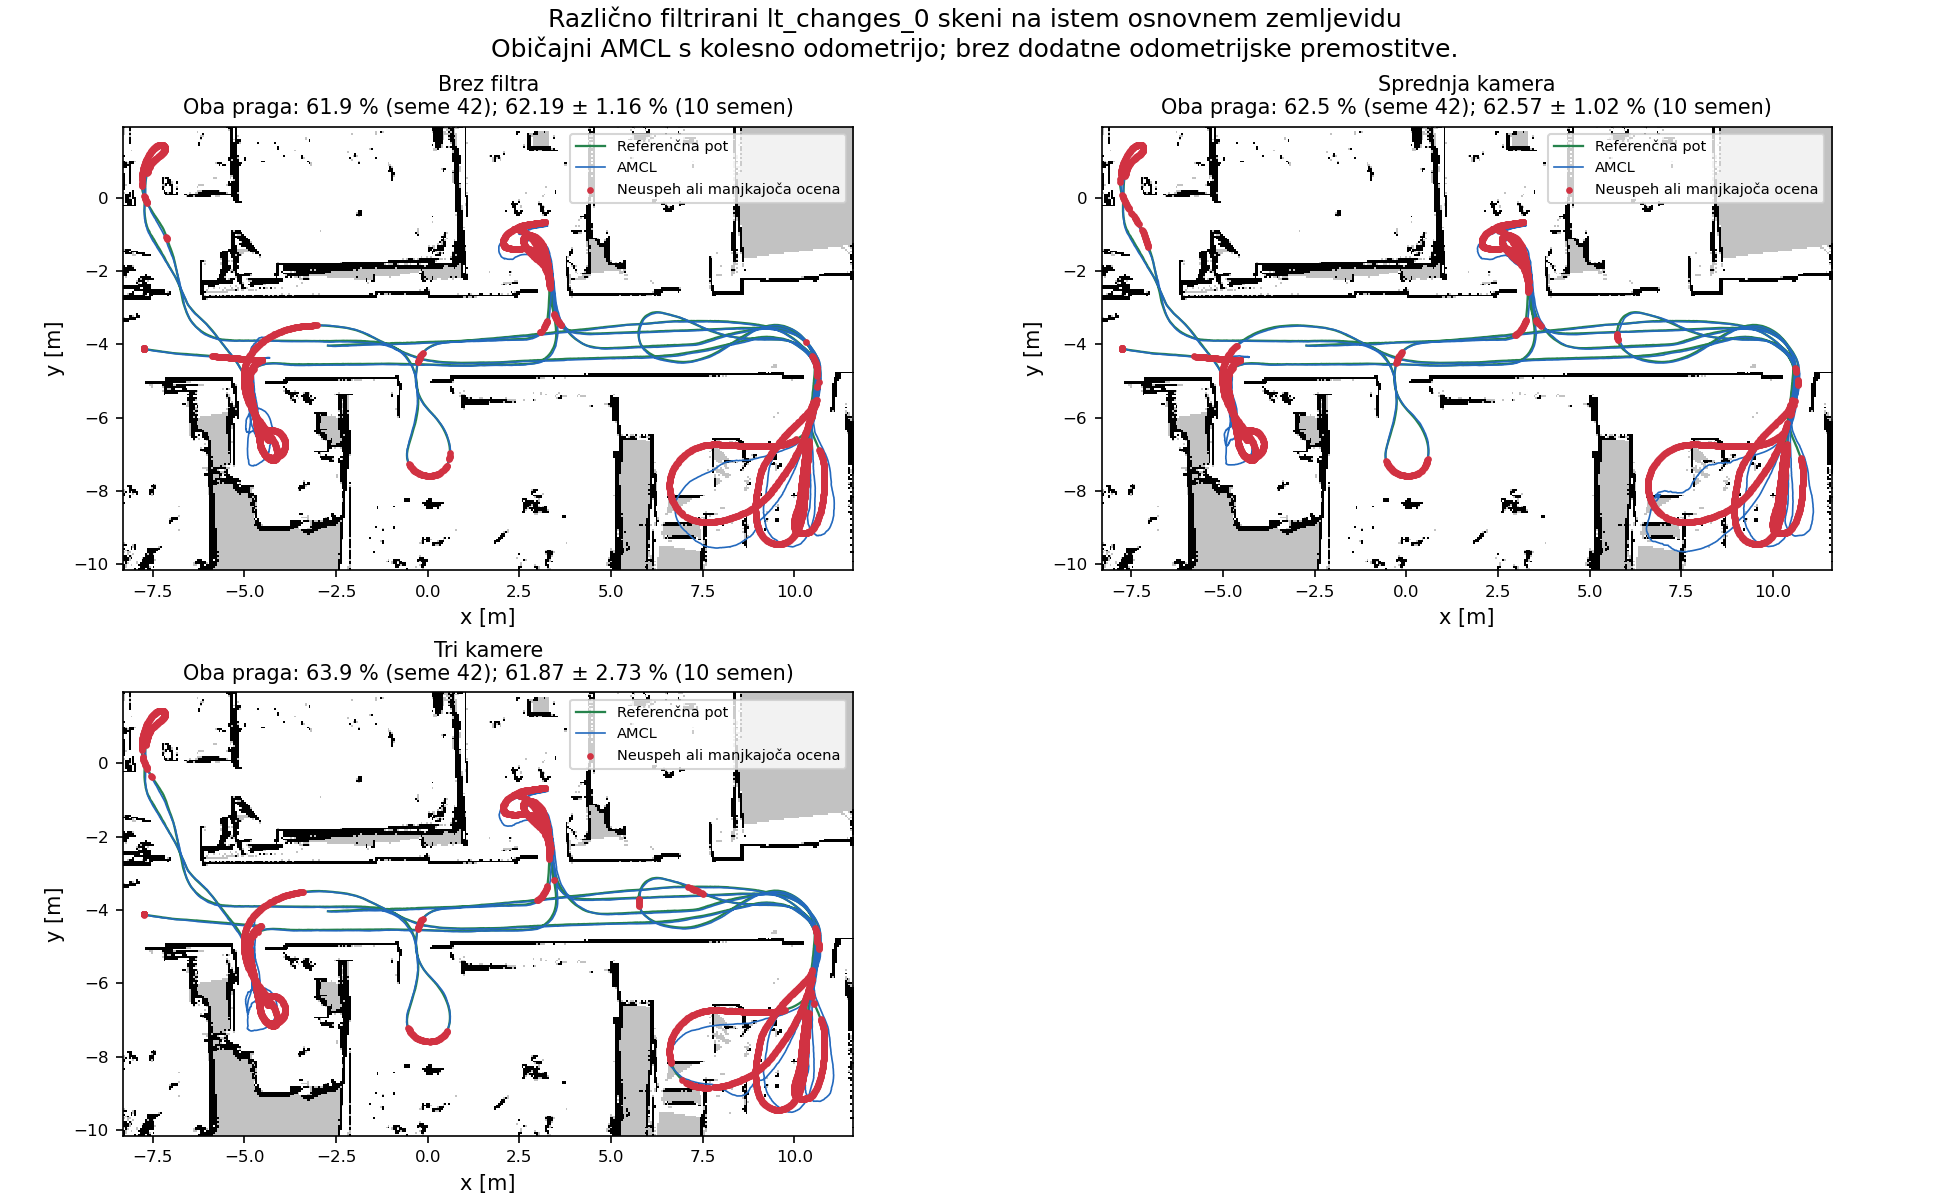 Različno filtrirani lt_changes_0 skeni na istem osnovnem zemljevidu
Običajni AMCL s kolesno odometrijo; brez dodatne odometrijske premostitve.
Brez filtra
Oba praga: 61.9 % (seme 42); 62.19 ± 1.16 % (10 semen)
Referenčna pot
AMCL
Neuspeh ali manjkajoča ocena
0
−2
−4
−6
−8
−10
y [m]
−7.5 −5.0 −2.5 0.0 2.5 5.0 7.5 10.0
x [m]
Sprednja kamera
Oba praga: 62.5 % (seme 42); 62.57 ± 1.02 % (10 semen)
Referenčna pot
AMCL
Neuspeh ali manjkajoča ocena
0
−2
−4
−6
−8
−10
y [m]
−7.5 −5.0 −2.5 0.0 2.5 5.0 7.5 10.0
x [m]
Tri kamere
Oba praga: 63.9 % (seme 42); 61.87 ± 2.73 % (10 semen)
Referenčna pot
AMCL
Neuspeh ali manjkajoča ocena
0
−2
−4
−6
−8
−10
y [m]
−7.5 −5.0 −2.5 0.0 2.5 5.0 7.5 10.0
x [m]